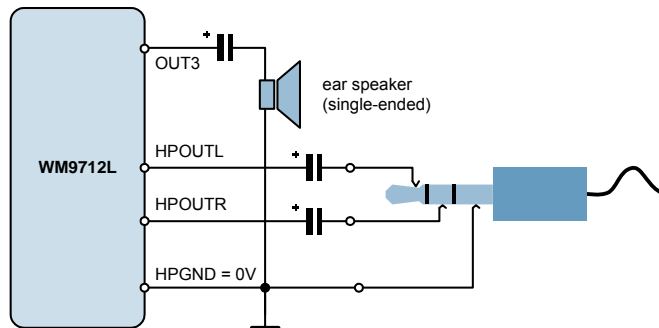 +
OUT3
ear speaker
(single-ended)
WM9712L
HPOUTL
+
HPOUTR
+
HPGND = 0V